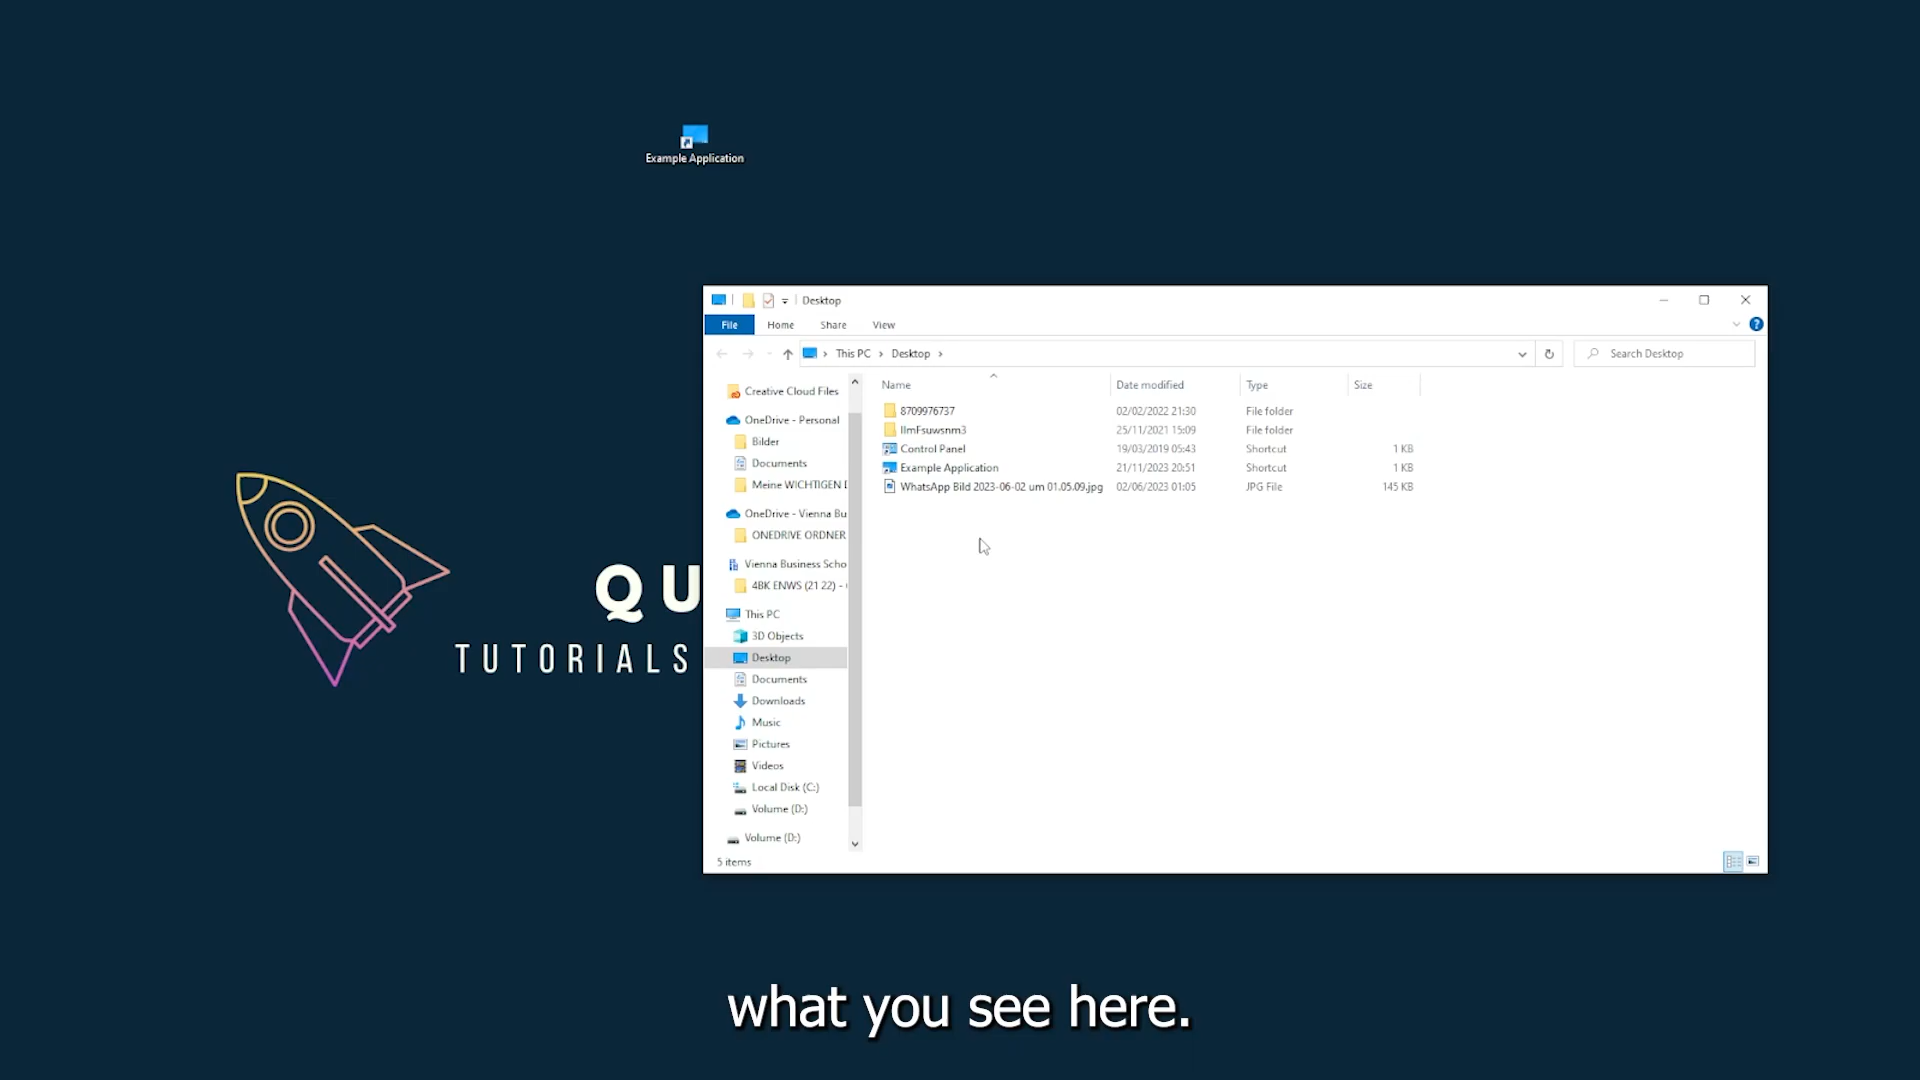 Example Application
QU
TUTORIALS
Desktop
File Home Share View
This PC Desktop
Search Desktop
Name Date modified Type Size
8709976737 02/02/2022 21:30 File folder
IlmFsuwsnm3 25/11/2021 15:09 File folder
Control Panel 19/03/2019 05:43 Shortcut 1 KB
Example Application 21/11/2023 20:51 Shortcut 1 KB
WhatsApp Bild 2023-06-02 um 01.05.09.jpg 02/06/2023 01:05 JPG File 145 KB
Creative Cloud Files
OneDrive - Personal
Bilder
Documents
Meine WICHTIGEN
OneDrive - Vienna Bu
ONEDRIVE ORDNER
Vienna Business Scho
4BK ENWS (21 22) -
This PC
3D Objects
Desktop
Documents
Downloads
Music
Pictures
Videos
Local Disk (C:)
Volume (D:)
Volume (D:)
5 items
what you see here.